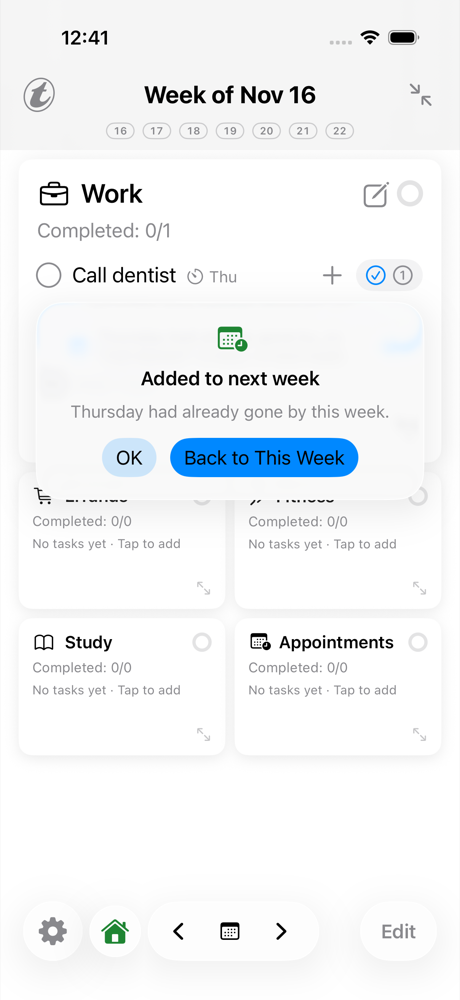 12:41
t
Week of Nov 16
16 17 18 19 20 21 22
Work
Completed: 0/1
Call dentist Thu
1
Added to next week
Thursday had already gone by this week.
OK Back to This Week
Errands Fitness
Completed: 0/0 Completed: 0/0
No tasks yet · Tap to add No tasks yet · Tap to add
Study Appointments
Completed: 0/0 Completed: 0/0
No tasks yet · Tap to add No tasks yet · Tap to add
Edit